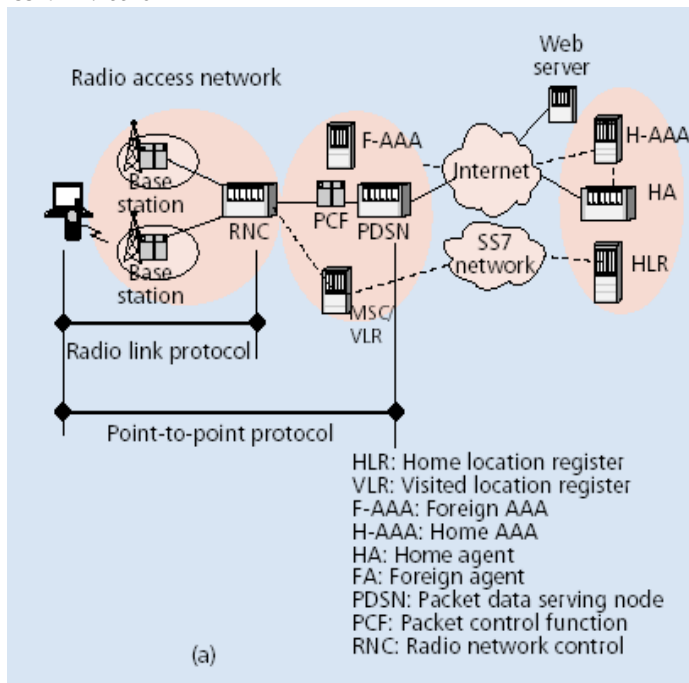 Web
server
Radio access network
F-AAA
H-AAA
Internet
Base
station
HA
RNC
PCF
PDSN
SS7
network
HLR
Base
station
MSC/
VLR
Radio link protocol
Point-to-point protocol
HLR: Home location register
VLR: Visited location register
F-AAA: Foreign AAA
H-AAA: Home AAA
HA: Home agent
FA: Foreign agent
PDSN: Packet data serving node
PCF: Packet control function
RNC: Radio network control
(a)